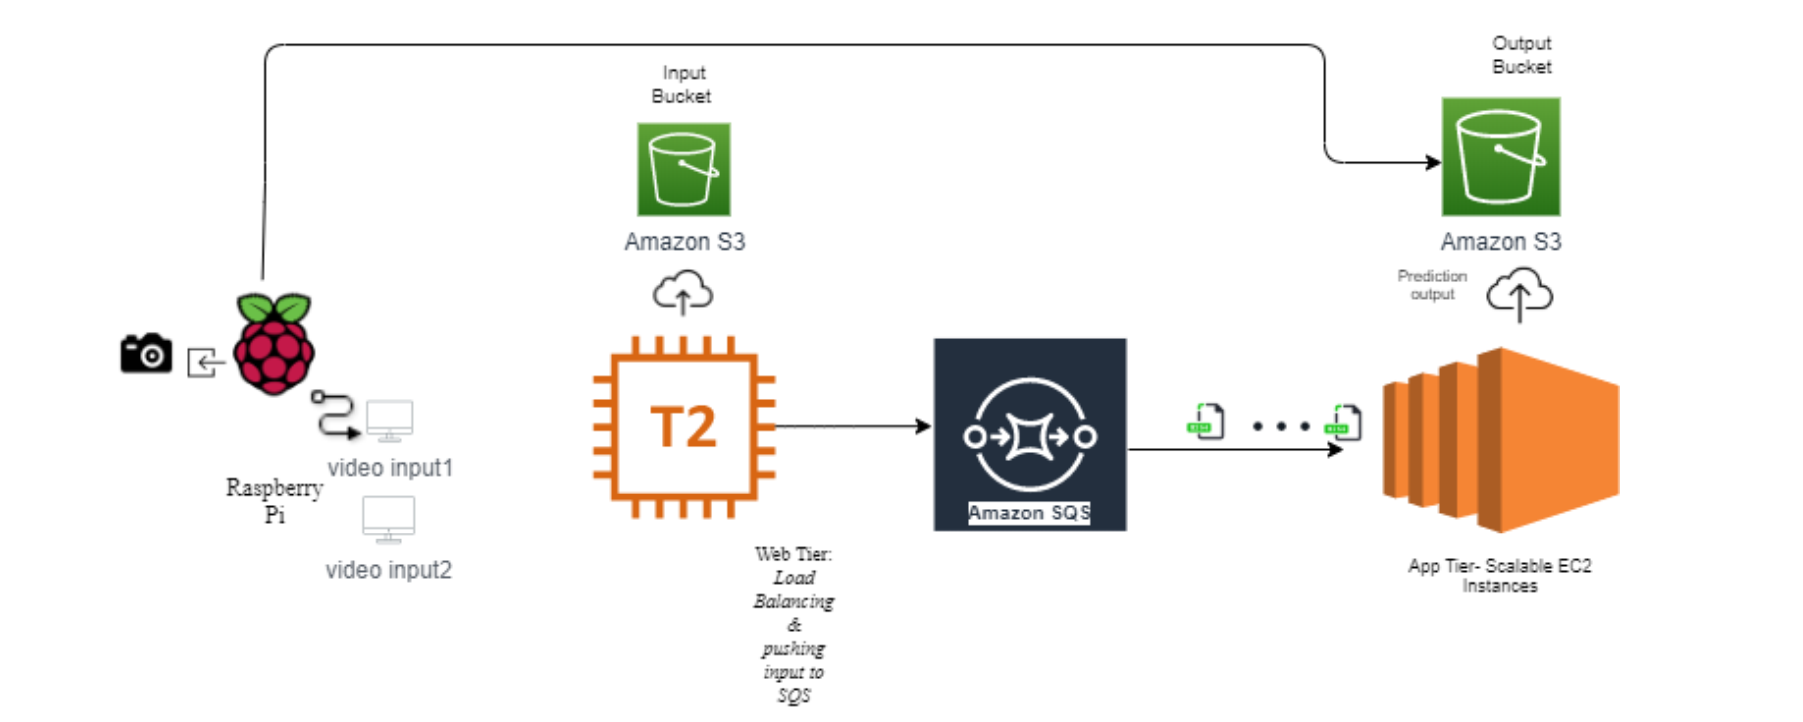 Output
Bucket
Input
Bucket
Amazon S3
Amazon S3
Prediction
output
T2
video input1
Raspberry
Pi
Amazon SQS
video input2
Web Tier:
Load
Balancing
&
pushing
input to
SQS
App Tier- Scalable EC2
Instances